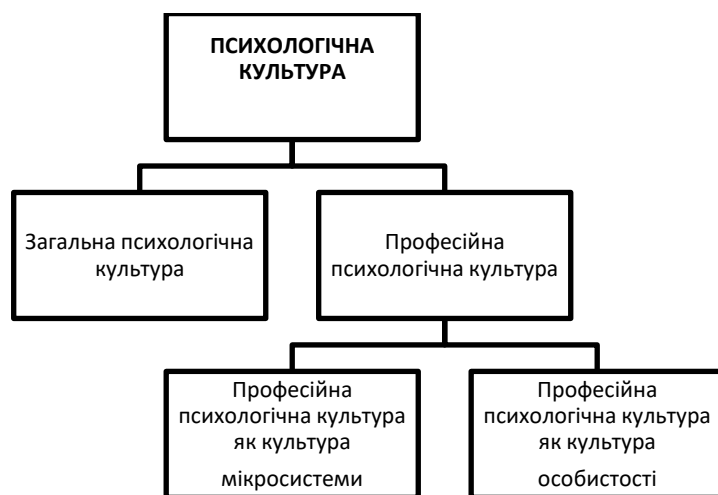 ПСИХОЛОГІЧНА
КУЛЬТУРА
Загальна психологічна
культура
Професійна
психологічна культура
Професійна
психологічна культура
як культура
мікросистеми
Професійна
психологічна культура
як культура
особистості